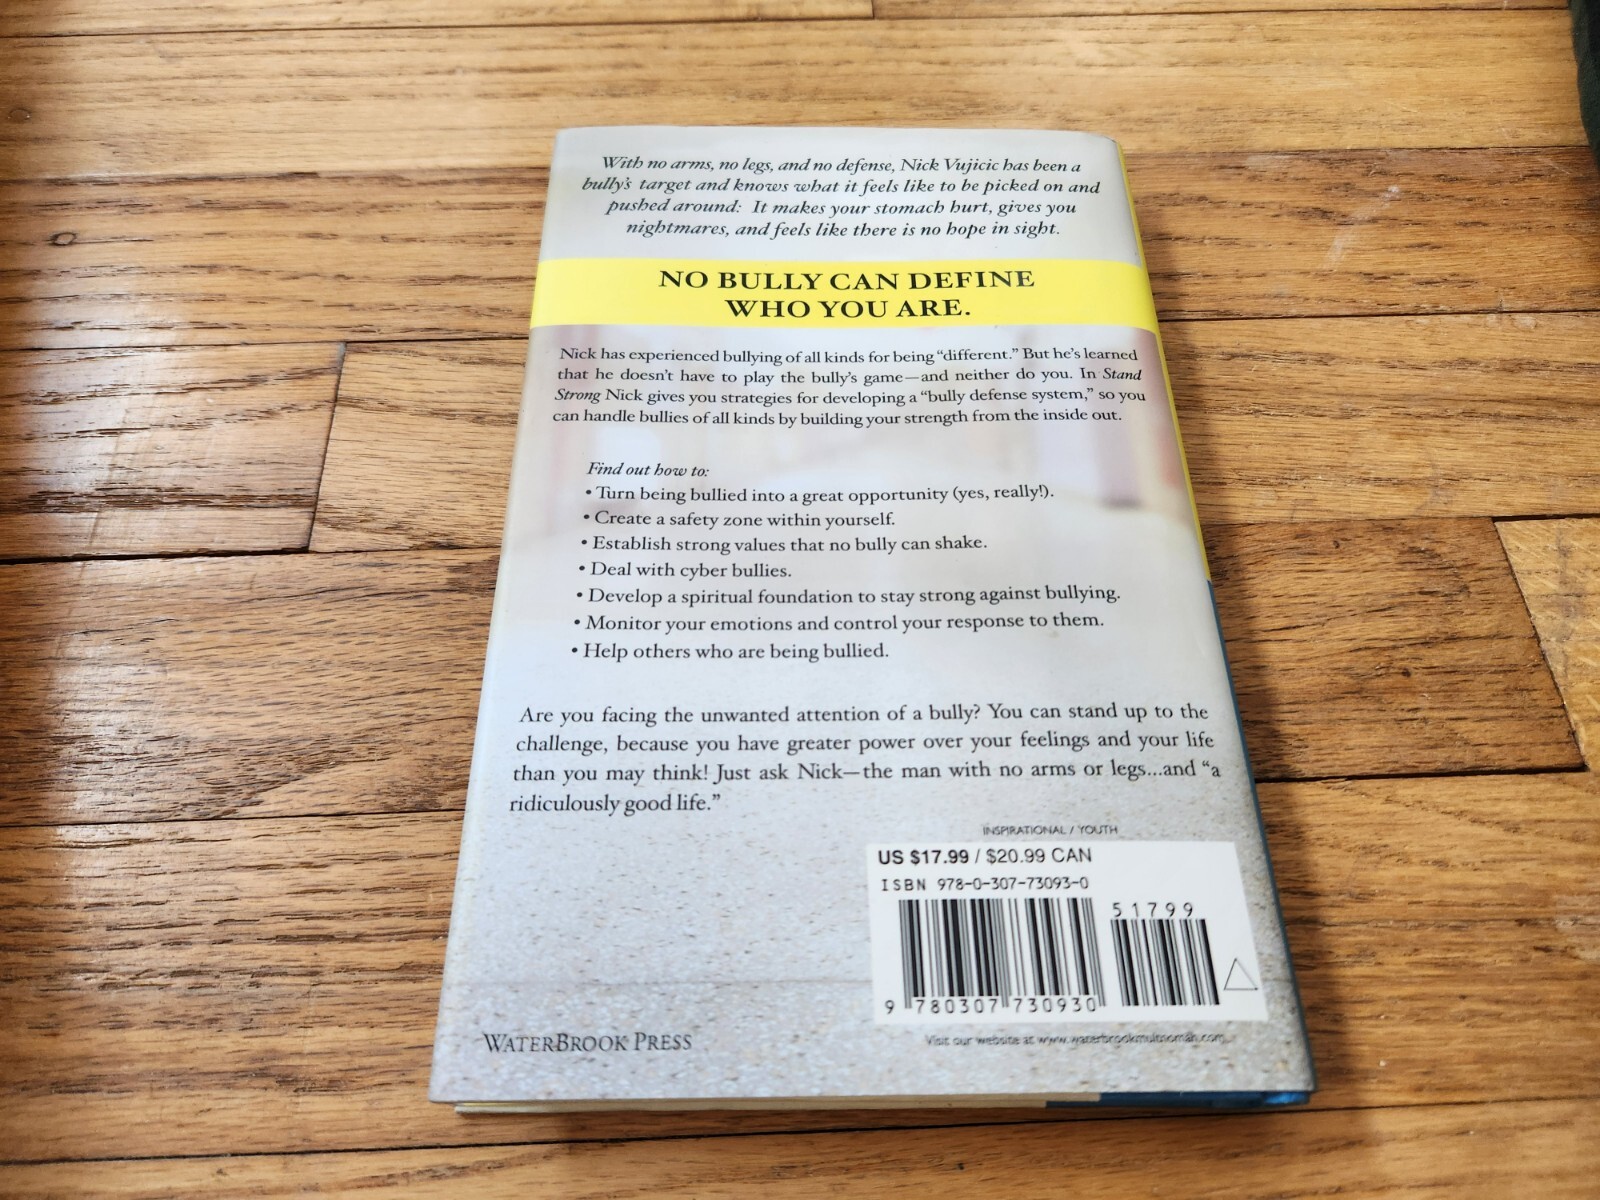 With no arms, no legs, and no defense, Nick Vujicic has been a
bully's target and knows what it feels like to be picked on and
pushed around: It makes your stomach hurt, gives you
nightmares, and feels like there is no hope in sight.
NO BULLY CAN DEFINE
WHO YOU ARE.
Nick has experienced bullying of all kinds for being “different.” But he's learned
that he doesn't have to play the bully's game—and neither do you. In Stand
Strong Nick gives you strategies for developing a “bully defense system,” so you
can handle bullies of all kinds by building your strength from the inside out.
Find out how to:
• Turn being bullied into a great opportunity (yes, really!).
• Create a safety zone within yourself.
• Establish strong values that no bully can shake.
• Deal with cyber bullies.
• Develop a spiritual foundation to stay strong against bullying.
• Monitor your emotions and control your response to them.
• Help others who are being bullied.
Are you facing the unwanted attention of a bully? You can stand up to the
challenge, because you have greater power over your feelings and your life
than you may think! Just ask Nick—the man with no arms or legs...and “a
ridiculously good life.”
INSPIRATIONAL / YOUTH
US $17.99 / $20.99 CAN
ISBN 978-0-307-73093-0
51799
9 780307 730930
WATERBROOK PRESS
Visit our website at www.waterbrookmultnomah.com